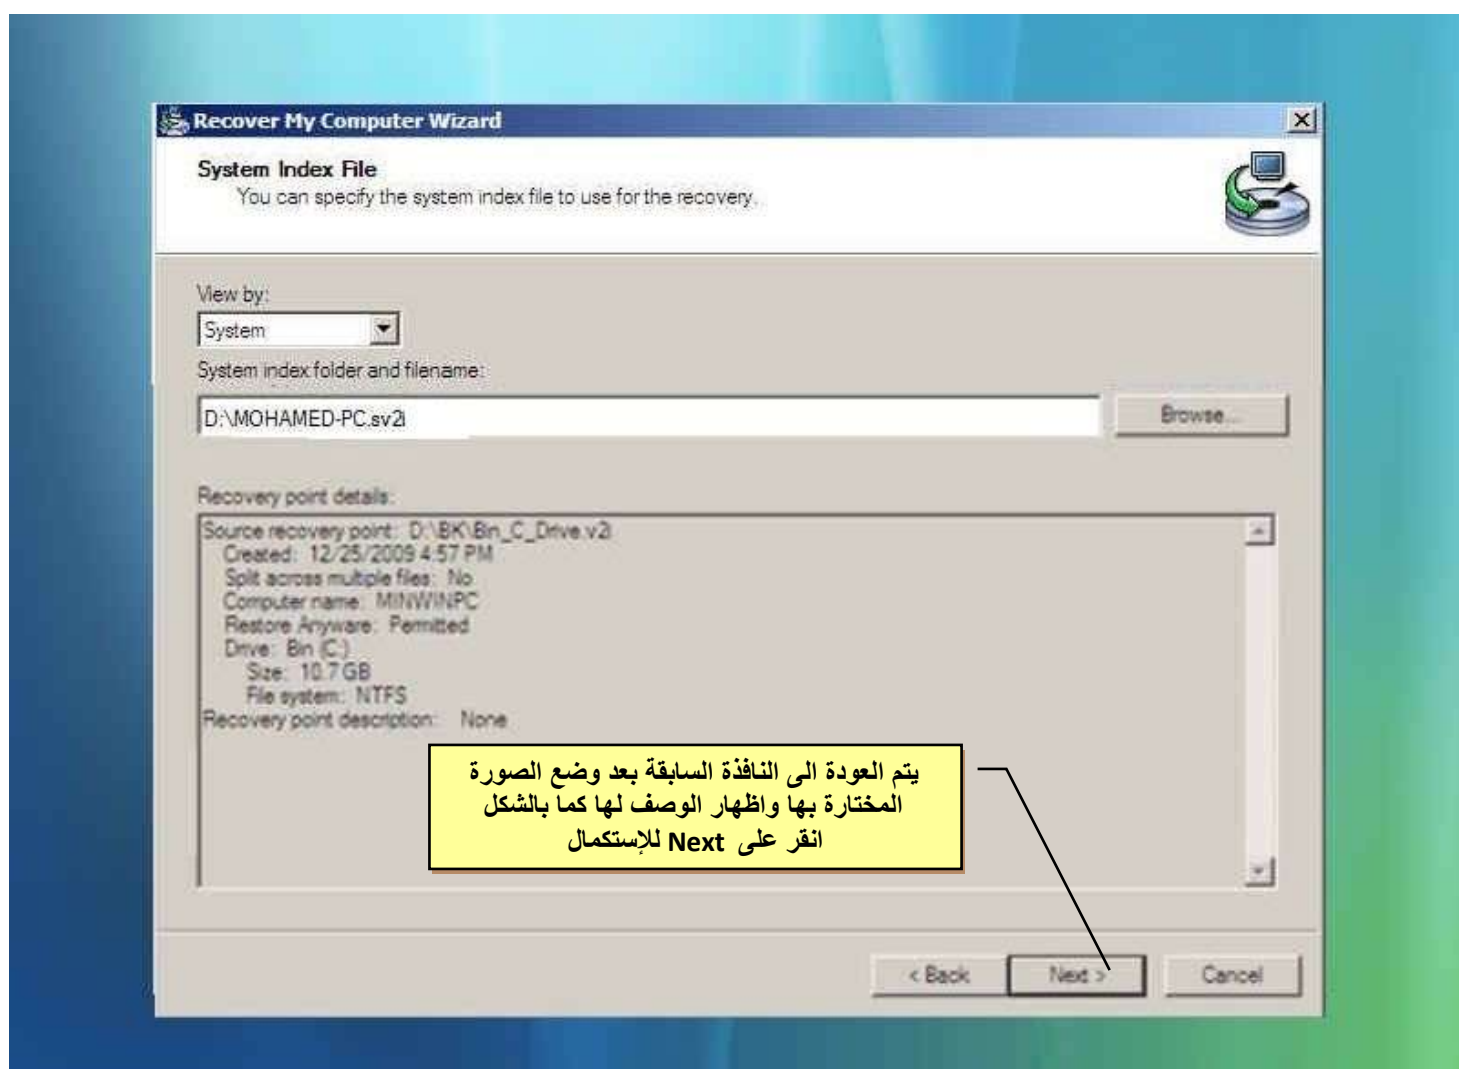 Recover My Computer Wizard
System Index File
You can specify the system index file to use for the recovery.
View by:
System
System index folder and filename:
D:\MOHAMED-PC.sv2i
Browse...
Recovery point details:
Source recovery point: D:\BK\Bin_C_Drive.v2i
Created: 12/25/2009 4:57 PM
Split across multiple files: No
Computer name: MINWINPC
Restore Anyware: Permitted
Drive: Bin (C:)
Size: 10.7 GB
File system: NTFS
Recovery point description: None
يتم العودة الى النافذة السابقة بعد وضع الصورة
المختارة بها واظهار الوصف لها كما بالشكل
انقر على Next للإستكمال
< Back
Next >
Cancel